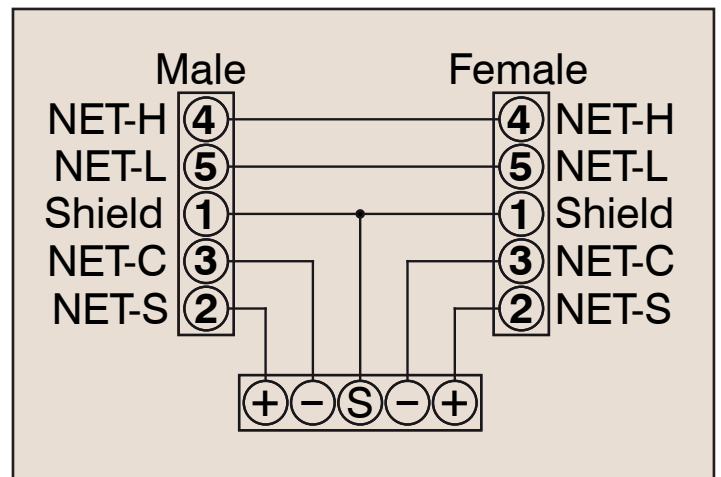 Male Female
NET-H 4 4 NET-H
NET-L 5 5 NET-L
Shield 1 1 Shield
NET-C 3 3 NET-C
NET-S 2 2 NET-S
+ − S − +